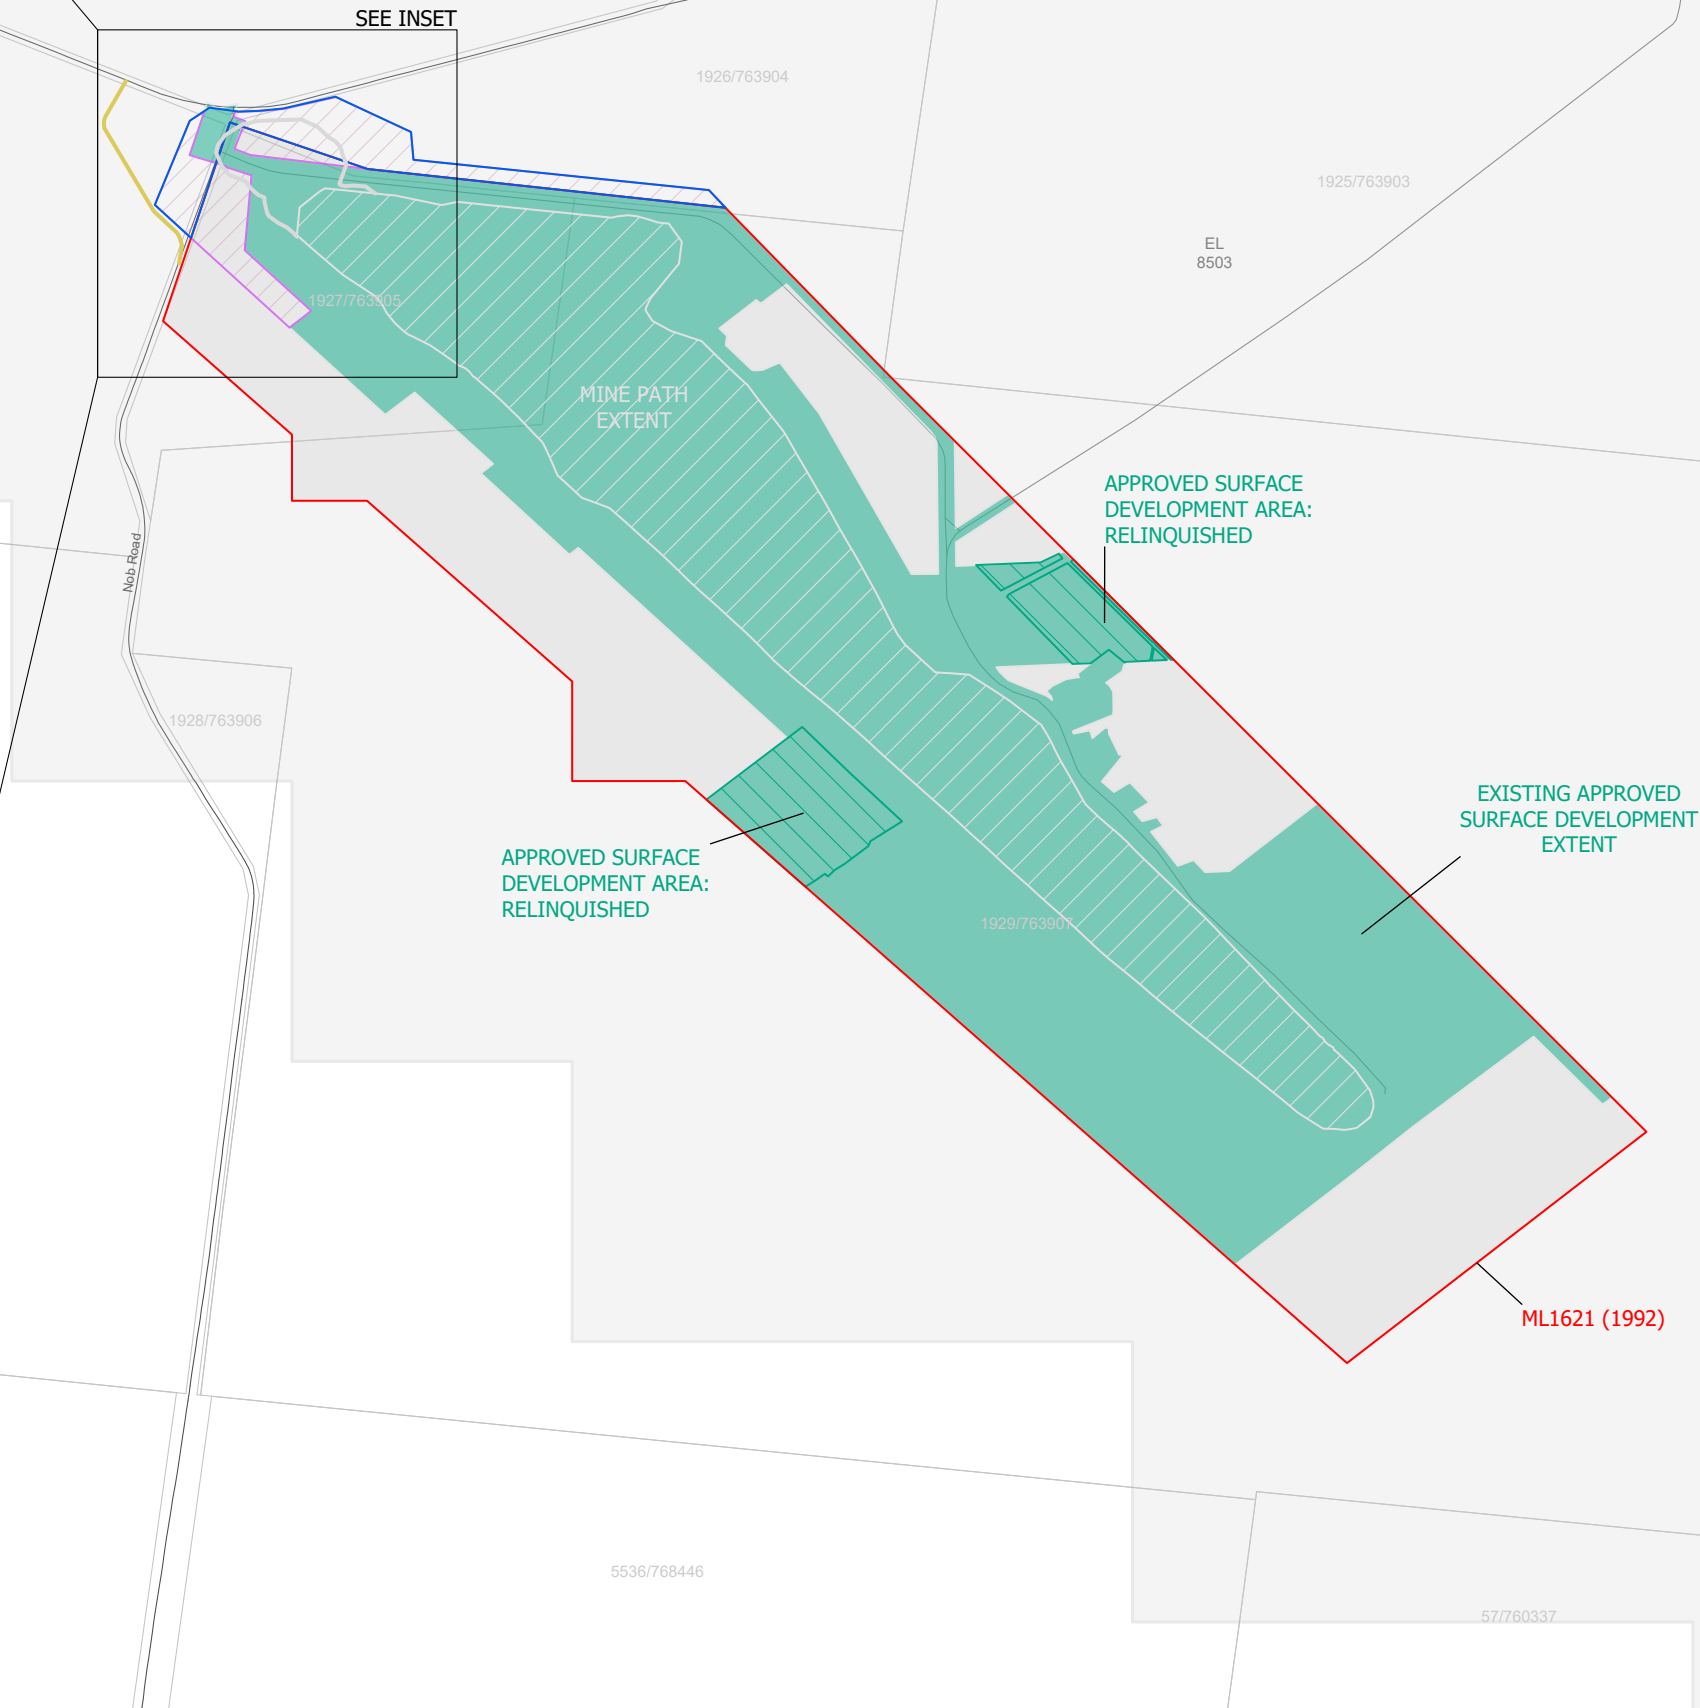 SEE INSET
1926/763904
1925/763903
EL
8503
1927/763905
MINE PATH
EXTENT
APPROVED SURFACE
DEVELOPMENT AREA:
RELINQUISHED
Nob Road
1928/763906
EXISTING APPROVED
SURFACE DEVELOPMENT
EXTENT
APPROVED SURFACE
DEVELOPMENT AREA:
RELINQUISHED
1929/763907
ML1621 (1992)
5536/768446
57/760337